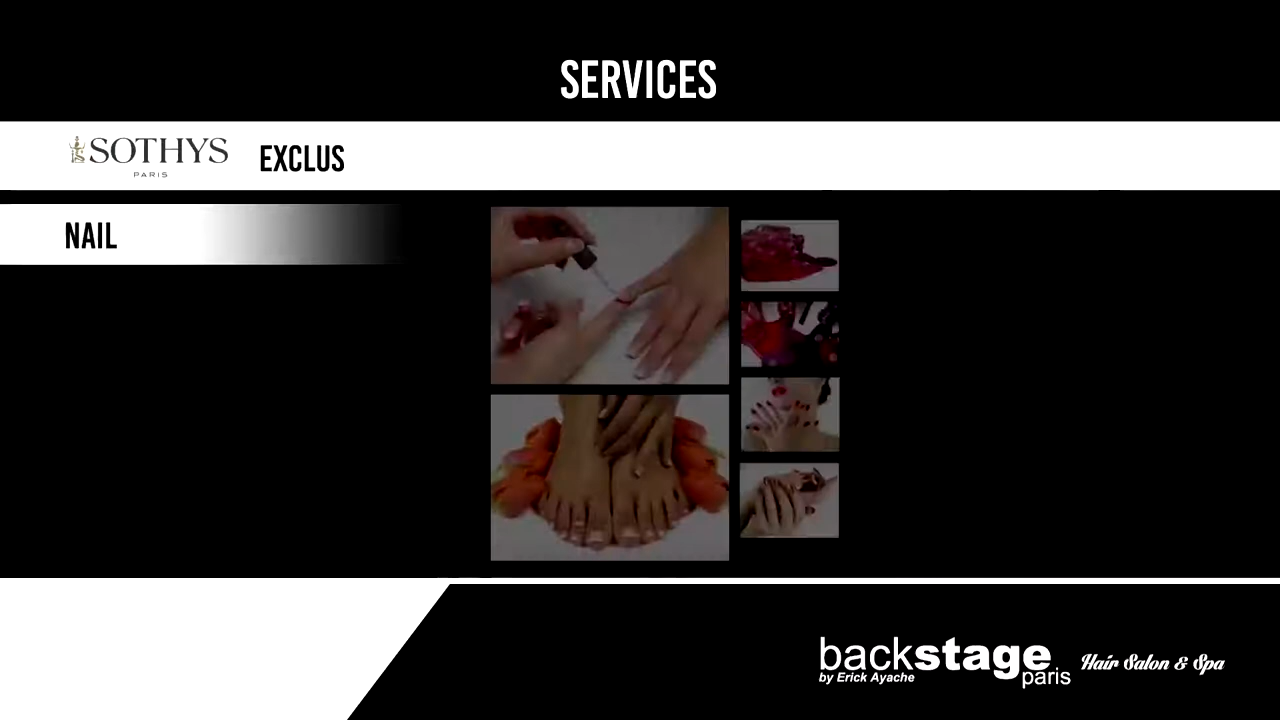 SERVICES
SOTHYS
PARIS
EXCLUS
NAIL
backstage
by Erick Ayache
paris
Hair Salon & Spa